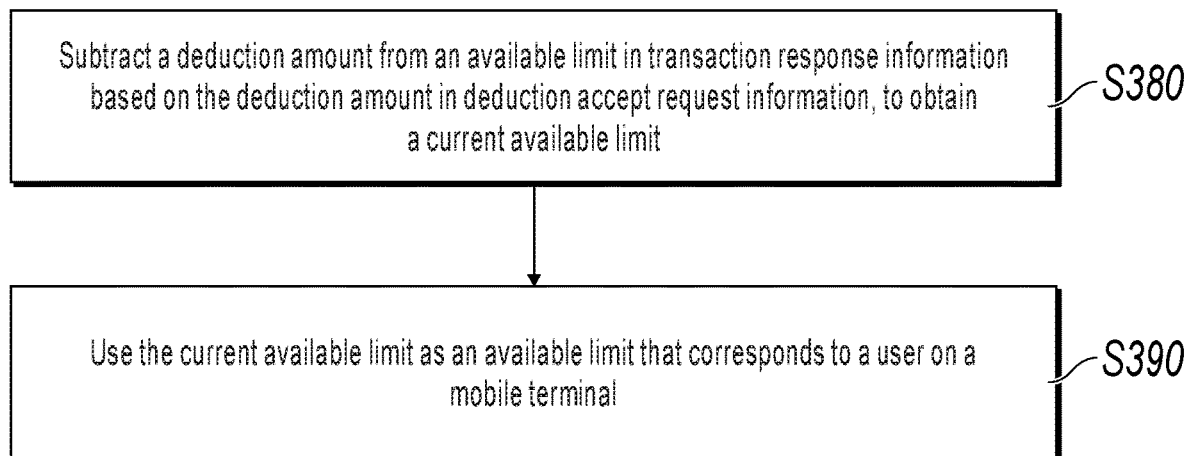 Subtract a deduction amount from an available limit in transaction response information
based on the deduction amount in deduction accept request information, to obtain
a current available limit
S380
Use the current available limit as an available limit that corresponds to a user on a
mobile terminal
S390